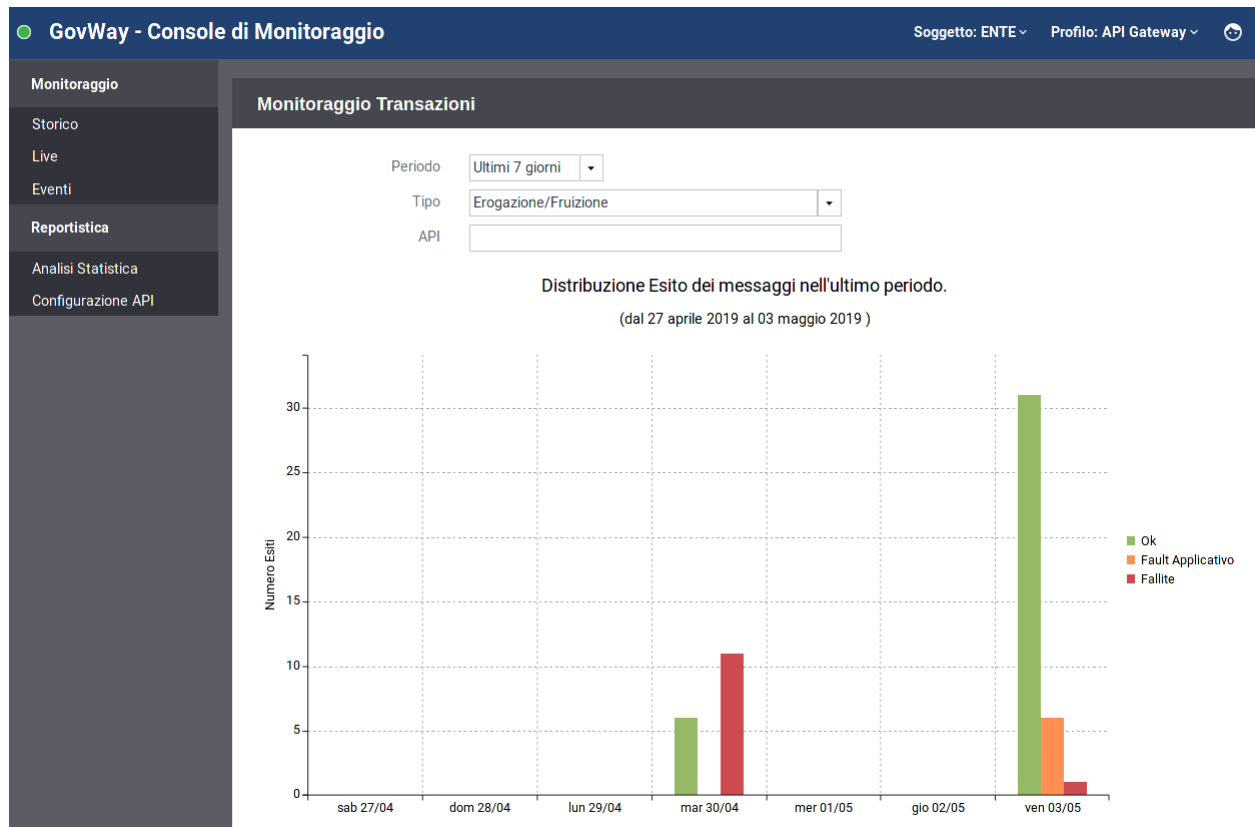 GovWay - Console di Monitoraggio
Soggetto: ENTE
Profilo: API Gateway
Monitoraggio
Storico
Live
Eventi
Reportistica
Analisi Statistica
Configurazione API
Monitoraggio Transazioni
Periodo
Ultimi 7 giorni
Tipo
Erogazione/Fruizione
API
Distribuzione Esito dei messaggi nell'ultimo periodo.
(dal 27 aprile 2019 al 03 maggio 2019 )
Numero Esiti
30
25
20
15
10
5
0
sab 27/04
dom 28/04
lun 29/04
mar 30/04
mer 01/05
gio 02/05
ven 03/05
Ok
Fault Applicativo
Fallite